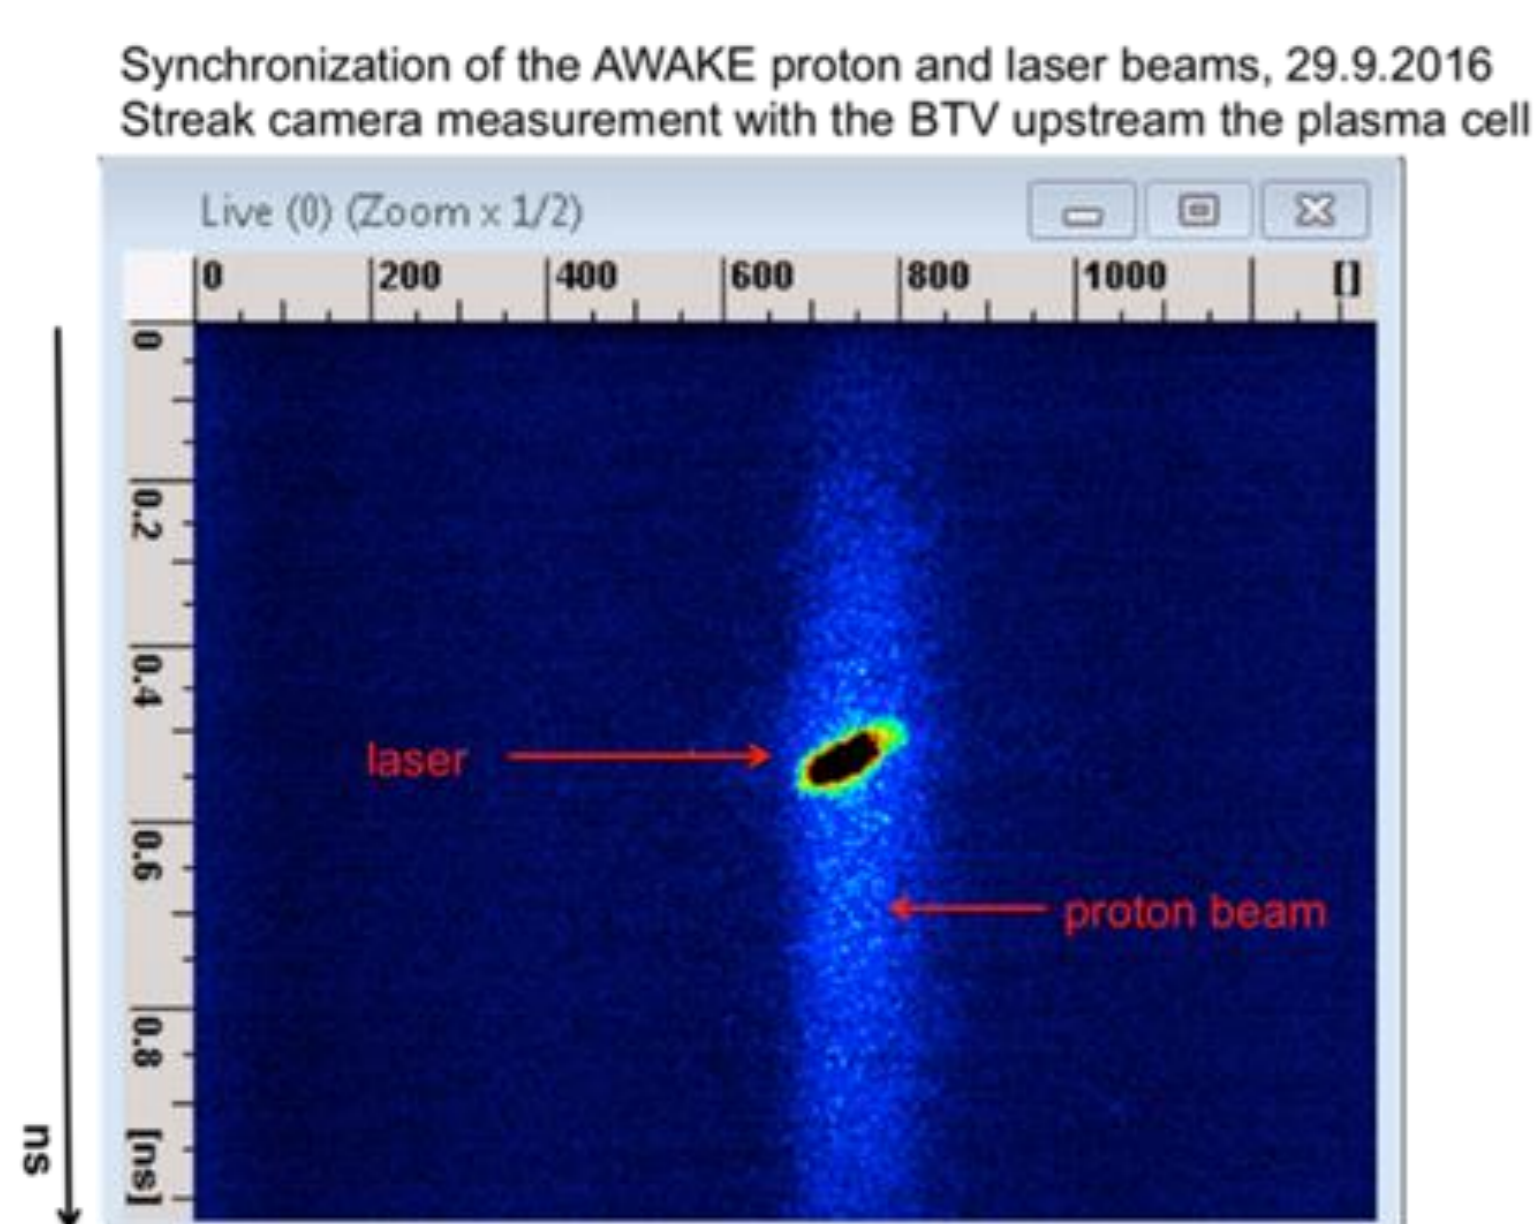 Synchronization of the AWAKE proton and laser beams, 29.9.2016
Streak camera measurement with the BTV upstream the plasma cell
Live (0) (Zoom x 1/2)
0 200 400 600 800 1000 []
0
0.2
0.4
laser
0.6
proton beam
0.8
[ns]
ns